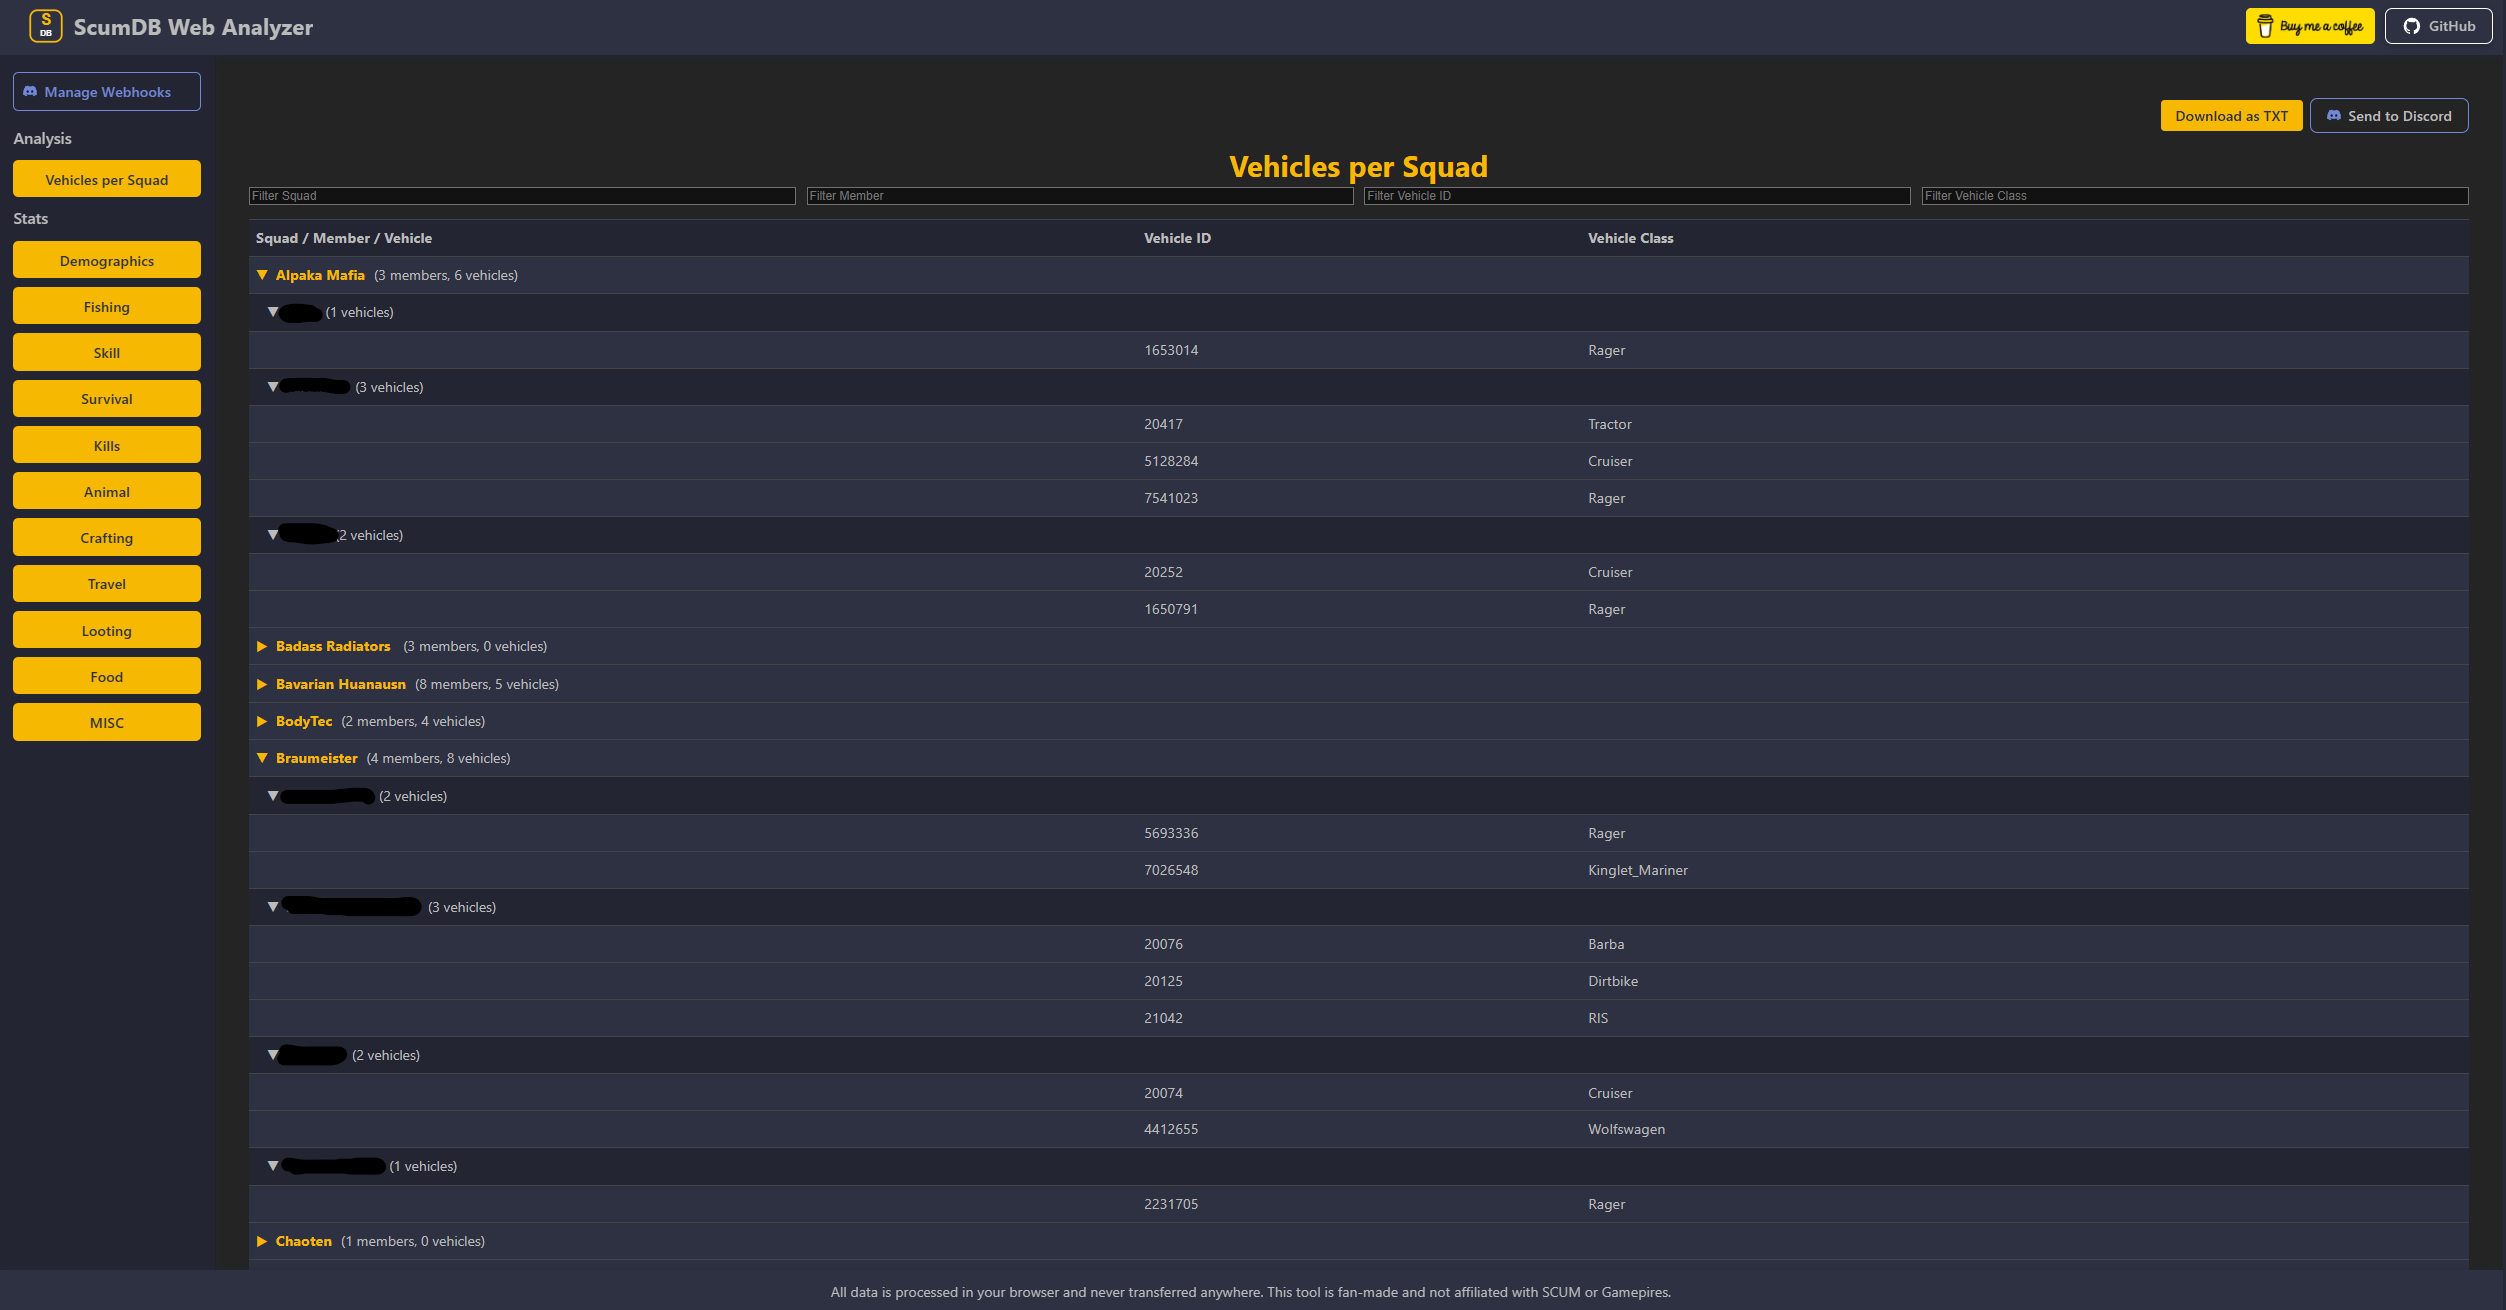 S
DB
ScumDB Web Analyzer
Buy me a coffee
GitHub
Manage Webhooks
Analysis
Vehicles per Squad
Stats
Demographics
Fishing
Skill
Survival
Kills
Animal
Crafting
Travel
Looting
Food
MISC
Download as TXT
Send to Discord
Vehicles per Squad
Filter Squad Filter Member Filter Vehicle ID Filter Vehicle Class
Squad / Member / Vehicle Vehicle ID Vehicle Class
▼ Alpaka Mafia (3 members, 6 vehicles)
▼ (1 vehicles)
1653014 Rager
▼ (3 vehicles)
20417 Tractor
5128284 Cruiser
7541023 Rager
▼ (2 vehicles)
20252 Cruiser
1650791 Rager
▶ Badass Radiators (3 members, 0 vehicles)
▶ Bavarian Huanausn (8 members, 5 vehicles)
▶ BodyTec (2 members, 4 vehicles)
▼ Braumeister (4 members, 8 vehicles)
▼ (2 vehicles)
5693336 Rager
7026548 Kinglet_Mariner
▼ (3 vehicles)
20076 Barba
20125 Dirtbike
21042 RIS
▼ (2 vehicles)
20074 Cruiser
4412655 Wolfswagen
▼ (1 vehicles)
2231705 Rager
▶ Chaoten (1 members, 0 vehicles)
All data is processed in your browser and never transferred anywhere. This tool is fan-made and not affiliated with SCUM or Gamepires.